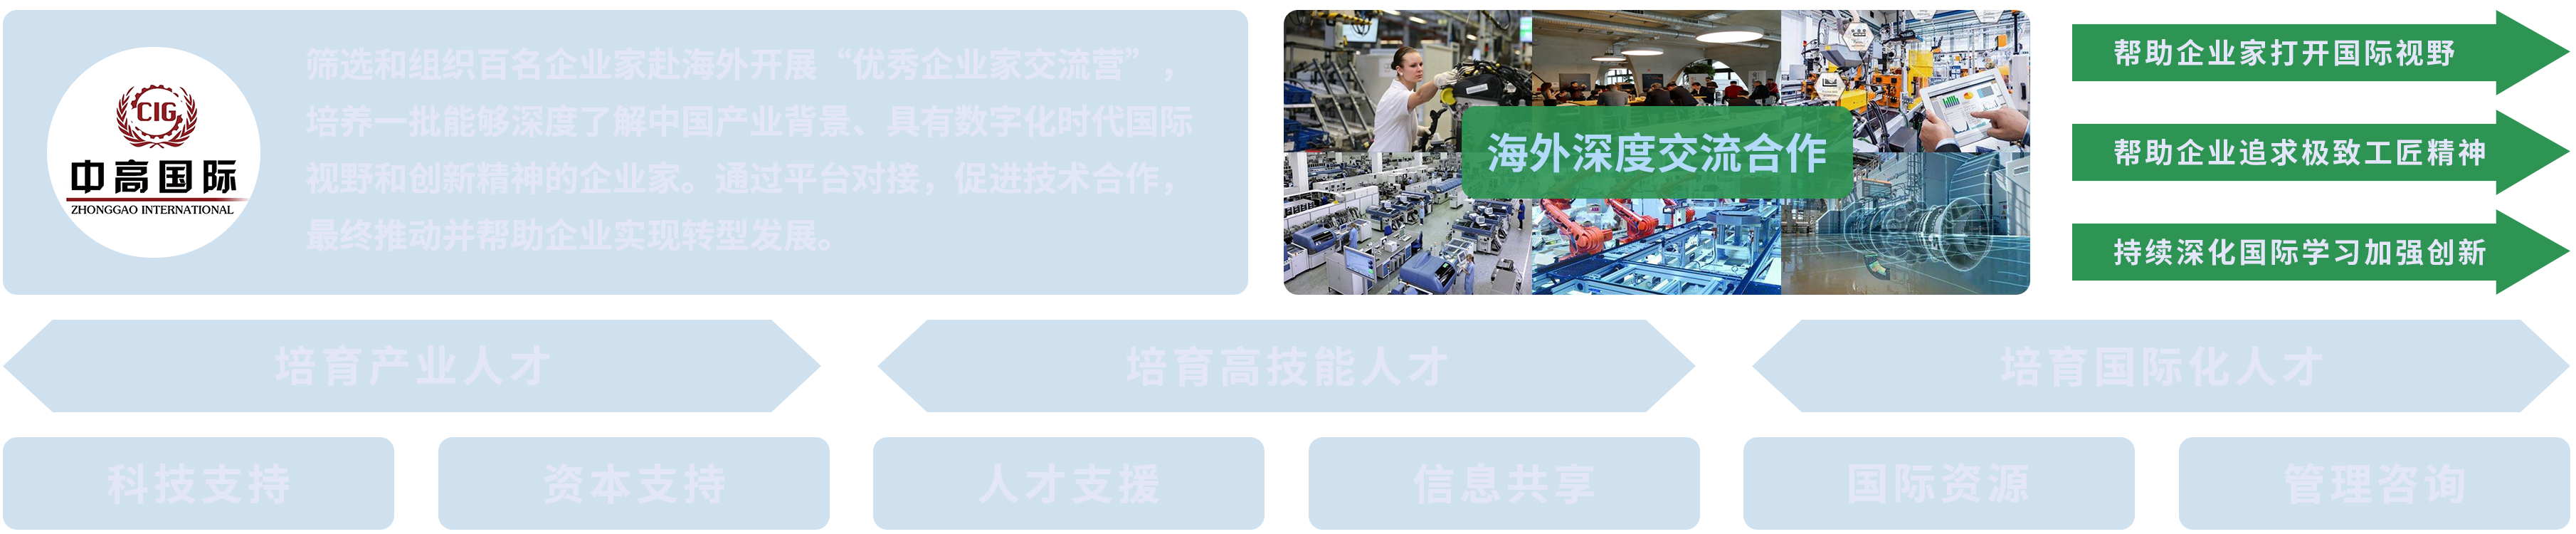 CIG
中高国际
ZHONGGAO INTERNATIONAL
筛选和组织百名企业家赴海外开展“优秀企业家交流营”，
培养一批能够深度了解中国产业背景、具有数字化时代国际
视野和创新精神的企业家。通过平台对接，促进技术合作，
最终推动并帮助企业实现转型发展。
海外深度交流合作
帮助企业家打开国际视野
帮助企业追求极致工匠精神
持续深化国际学习加强创新
培育产业人才
培育高技能人才
培育国际化人才
科技支持
资本支持
人才支援
信息共享
国际资源
管理咨询